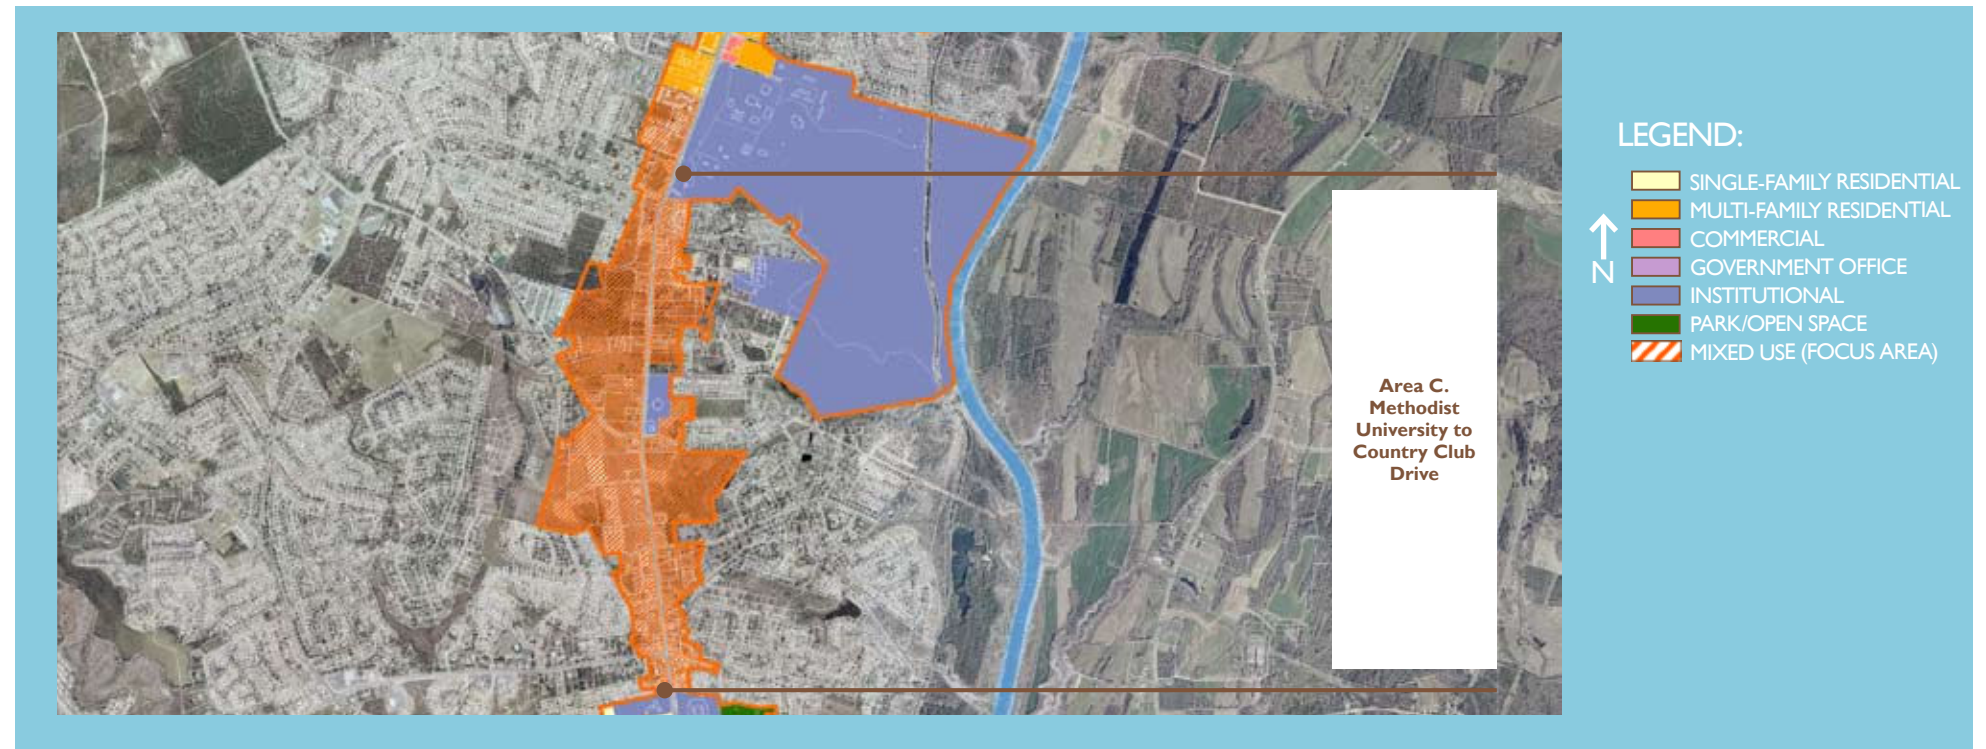 LEGEND:
SINGLE-FAMILY RESIDENTIAL
MULTI-FAMILY RESIDENTIAL
COMMERCIAL
GOVERNMENT OFFICE
INSTITUTIONAL
PARK/OPEN SPACE
MIXED USE (FOCUS AREA)
N
Area C.
Methodist
University to
Country Club
Drive